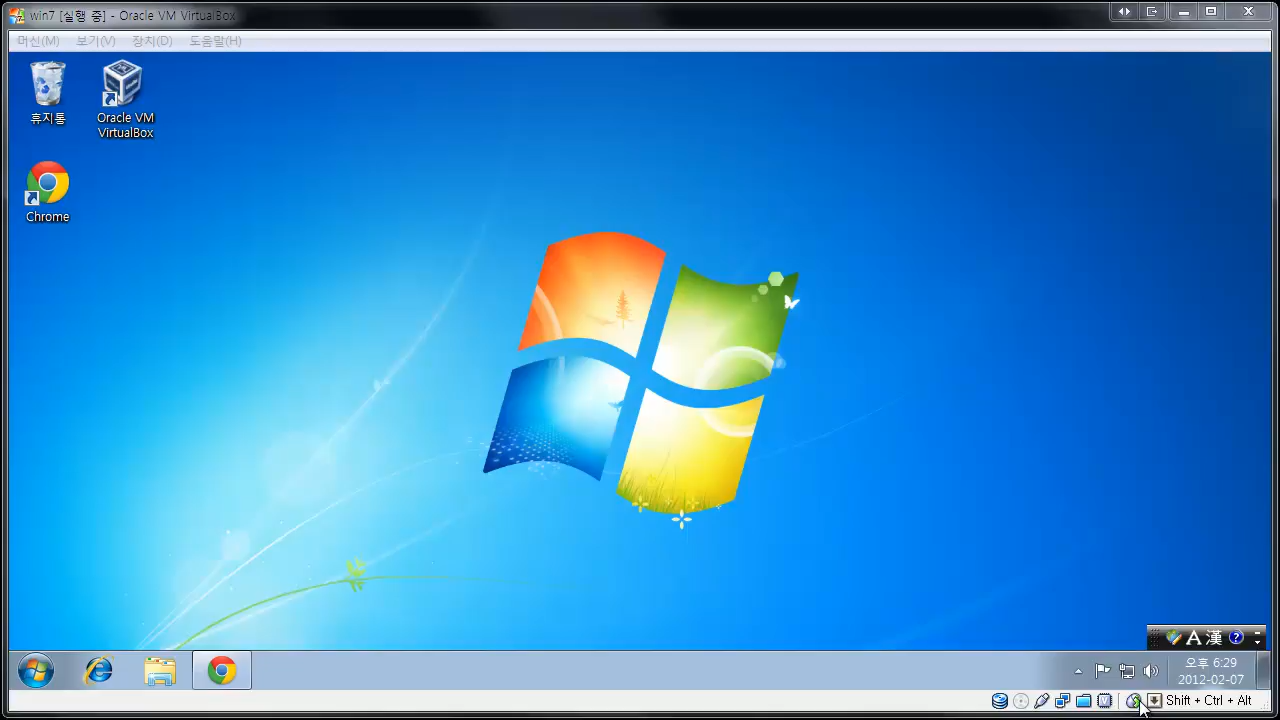 win7 [실행 중] - Oracle VM VirtualBox
머신(M) 보기(V) 장치(D) 도움말(H)
휴지통
Oracle VM
VirtualBox
Chrome
A 漢 ?
오후 6:29
2012-02-07
Shift + Ctrl + Alt